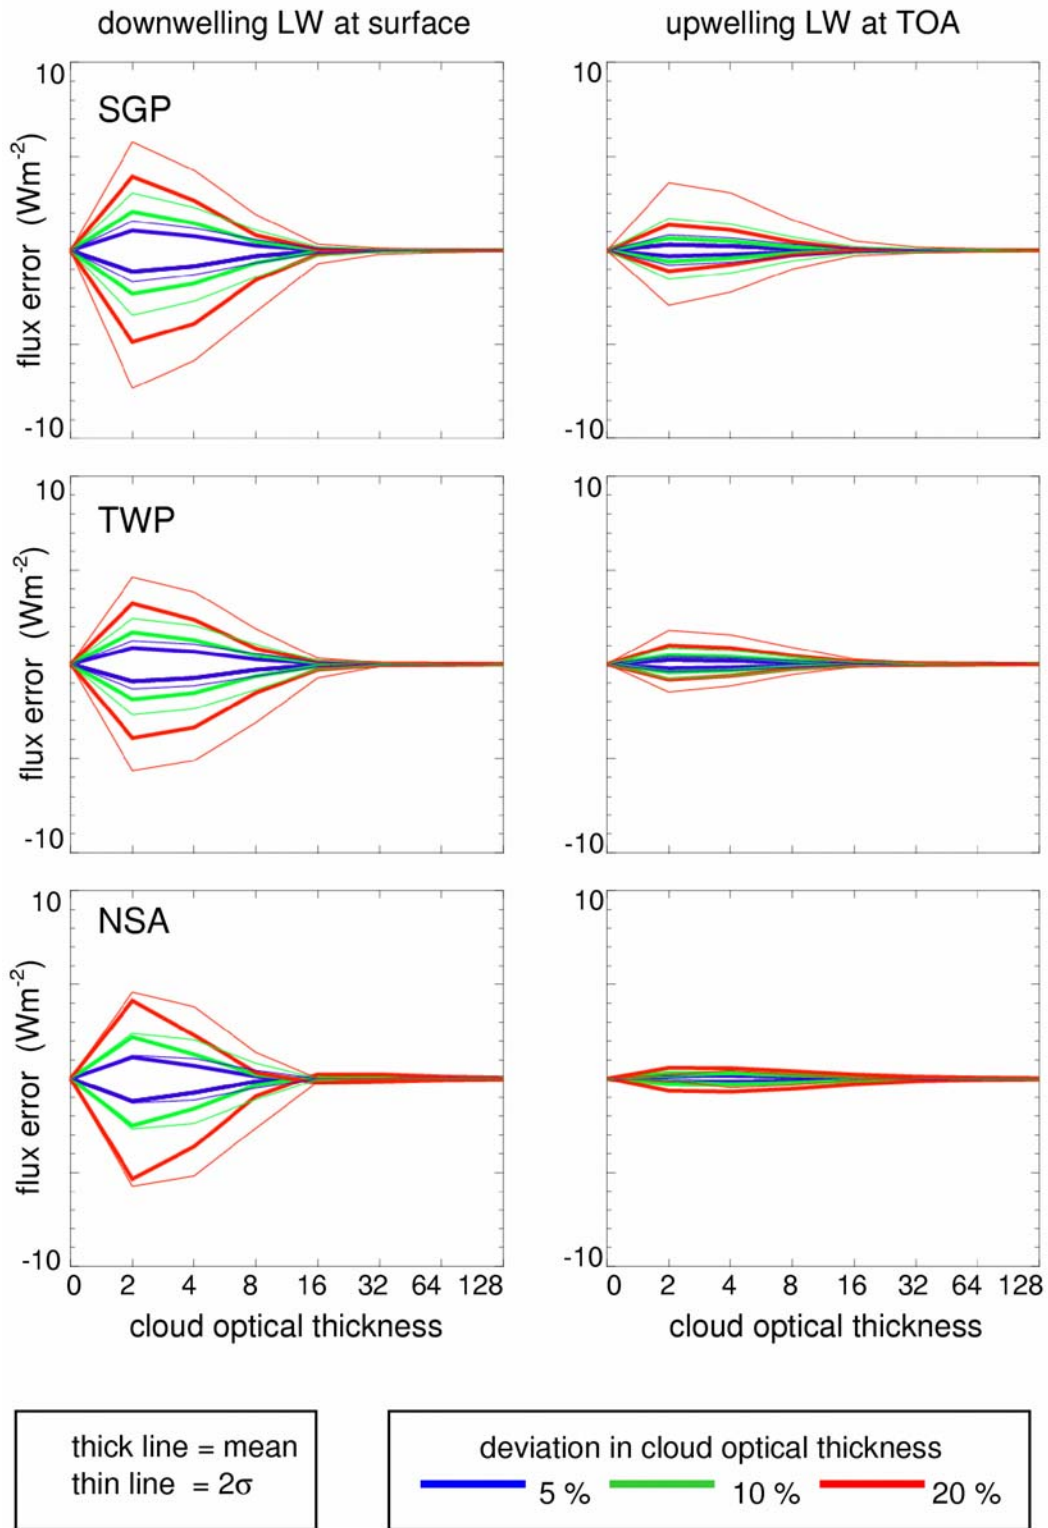 downwelling LW at surface
upwelling LW at TOA
10
SGP
flux error (Wm-2)
-10
10
-10
10
TWP
flux error (Wm-2)
-10
10
-10
10
NSA
flux error (Wm-2)
-10
0 2 4 8 16 32 64 128
cloud optical thickness
10
-10
0 2 4 8 16 32 64 128
cloud optical thickness
thick line = mean
thin line = 2σ
deviation in cloud optical thickness
5 % 10 % 20 %